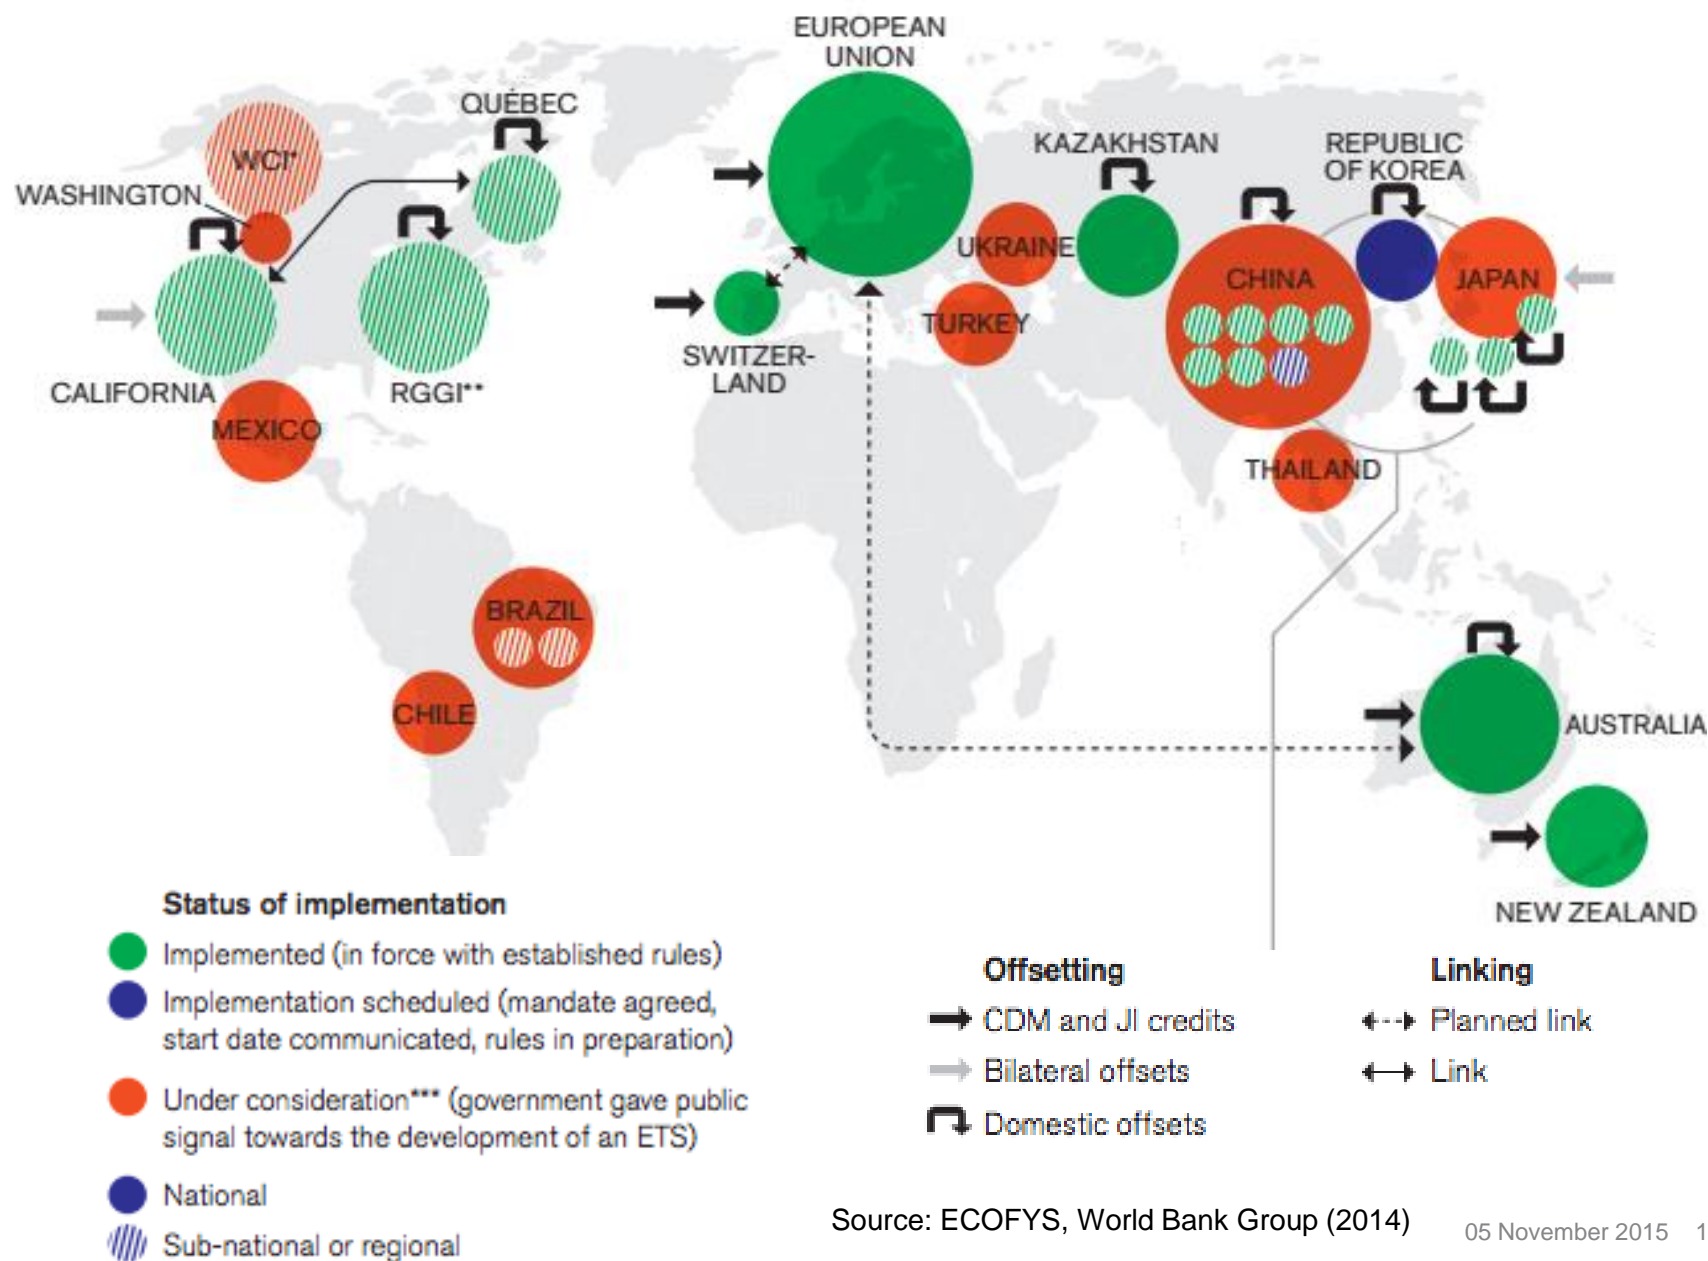 EUROPEAN
UNION
QUÉBEC
WCI*
WASHINGTON
KAZAKHSTAN
REPUBLIC
OF KOREA
UKRAINE
CHINA
JAPAN
TURKEY
SWITZER-
LAND
CALIFORNIA
RGGI**
MEXICO
THAILAND
BRAZIL
CHILE
AUSTRALIA
NEW ZEALAND
Status of implementation
Implemented (in force with established rules)
Implementation scheduled (mandate agreed,
start date communicated, rules in preparation)
Under consideration*** (government gave public
signal towards the development of an ETS)
National
Sub-national or regional
Offsetting
CDM and JI credits
Bilateral offsets
Domestic offsets
Linking
Planned link
Link
Source: ECOFYS, World Bank Group (2014)
05 November 2015 1